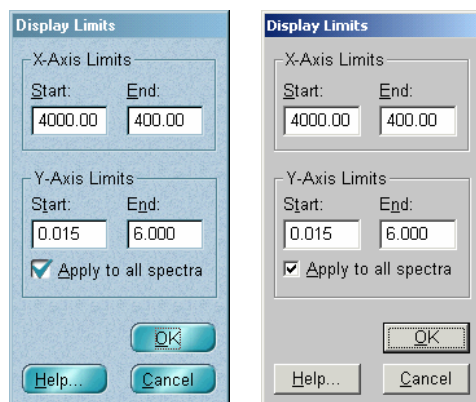 Display Limits
X-Axis Limits
Start: End:
4000.00 400.00
Y-Axis Limits
Start: End:
0.015 6.000
Apply to all spectra
OK
Help... Cancel
Display Limits
X-Axis Limits
Start: End:
4000.00 400.00
Y-Axis Limits
Start: End:
0.015 6.000
Apply to all spectra
OK
Help... Cancel